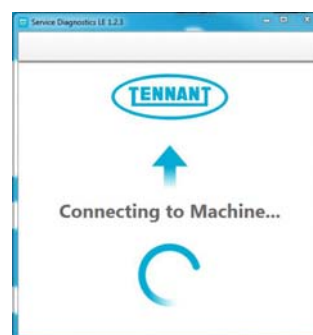 Service Diagnostics LE 1.2.3
TENNANT
Connecting to Machine...